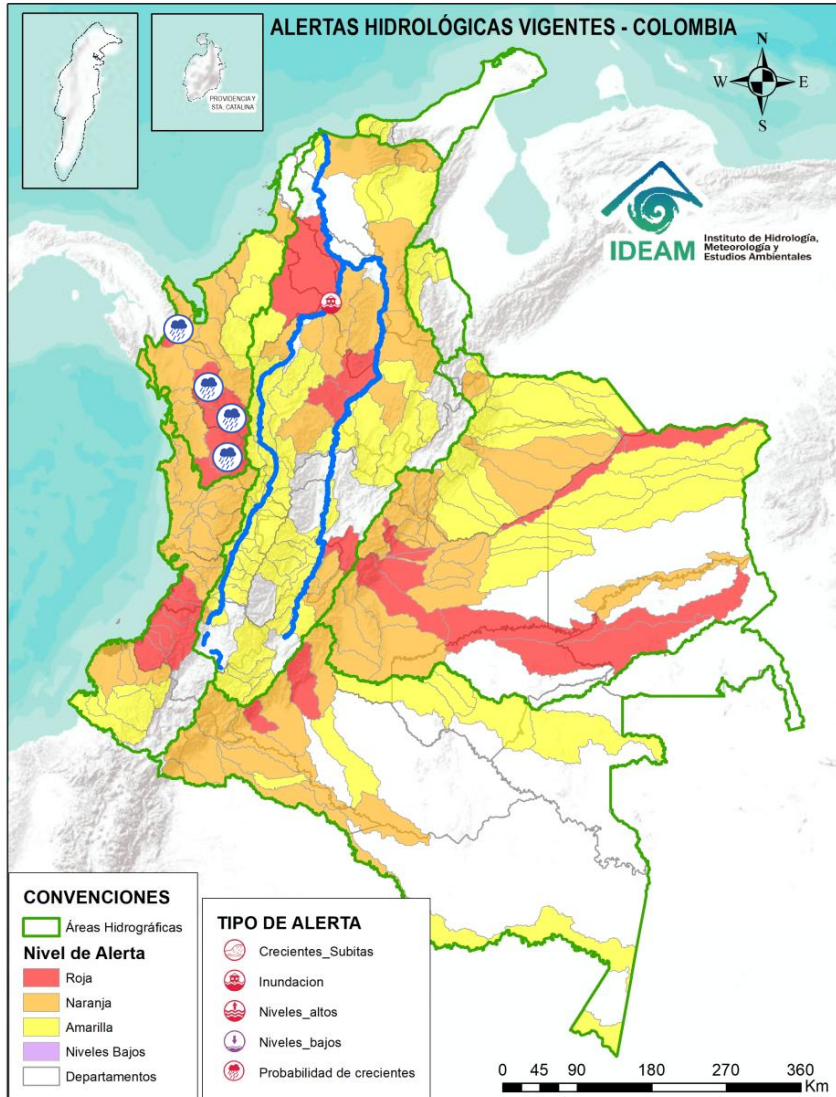 ALERTAS HIDROLÓGICAS VIGENTES - COLOMBIA
PROVIDENCIA Y
STA. CATALINA
N
W
E
S
IDEAM
Instituto de Hidrología,
Meteorología y
Estudios Ambientales
CONVENCIONES
Áreas Hidrográficas
Nivel de Alerta
Roja
Naranja
Amarilla
Niveles Bajos
Departamentos
TIPO DE ALERTA
Crecientes_Subitas
Inundacion
Niveles_altos
Niveles_bajos
Probabilidad de crecientes
0 45 90 180 270 360
Km